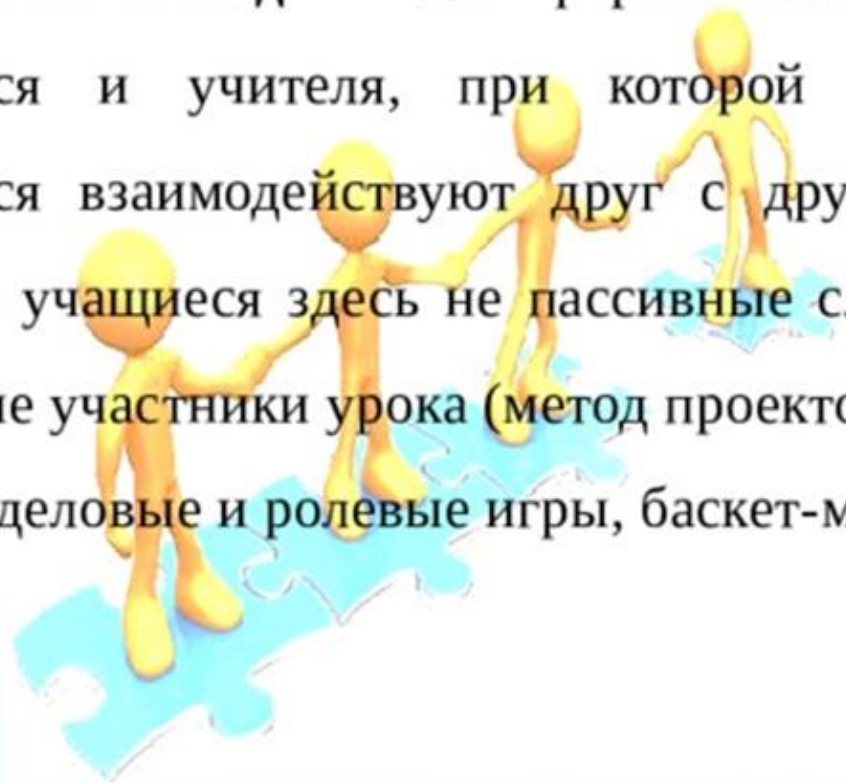 ся и учителя, при которой
ся взаимодействуют друг с дру
учащиеся здесь не пассивные с
ие участники урока (метод проекто
деловые и ролевые игры, баскет-м